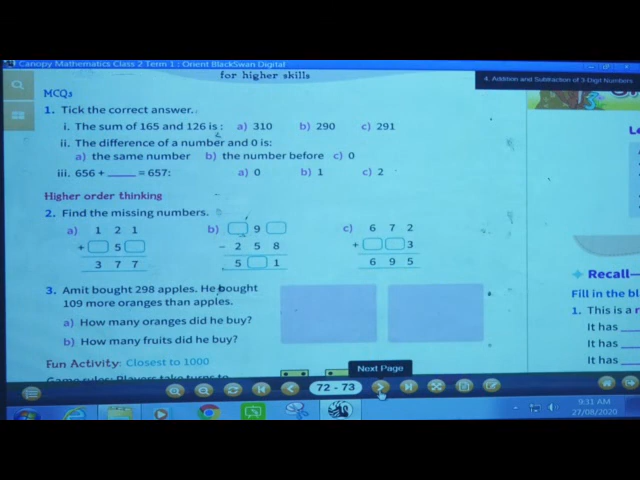 Canopy Mathematics Class 2 Term 1 : Orient BlackSwan Digital
4. Addition and Subtraction of 3-Digit Numbers
for higher skills
MCQs
1. Tick the correct answer.
i. The sum of 165 and 126 is : a) 310 b) 290 c) 291
ii. The difference of a number and 0 is:
a) the same number b) the number before c) 0
iii. 656 + ____ = 657: a) 0 b) 1 c) 2
Higher order thinking
2. Find the missing numbers.
a) 1 2 1 b) 9 c) 6 7 2
+ 5 - 2 5 8 + 3
3 7 7 5 1 6 9 5
3. Amit bought 298 apples. He bought
109 more oranges than apples.
a) How many oranges did he buy?
b) How many fruits did he buy?
Fun Activity: Closest to 1000
Game rules: Players take turns to
Recall—
Fill in the bl
1. This is a r
It has
It has
It has
Next Page
72 - 73
9:31 AM
27/08/2020